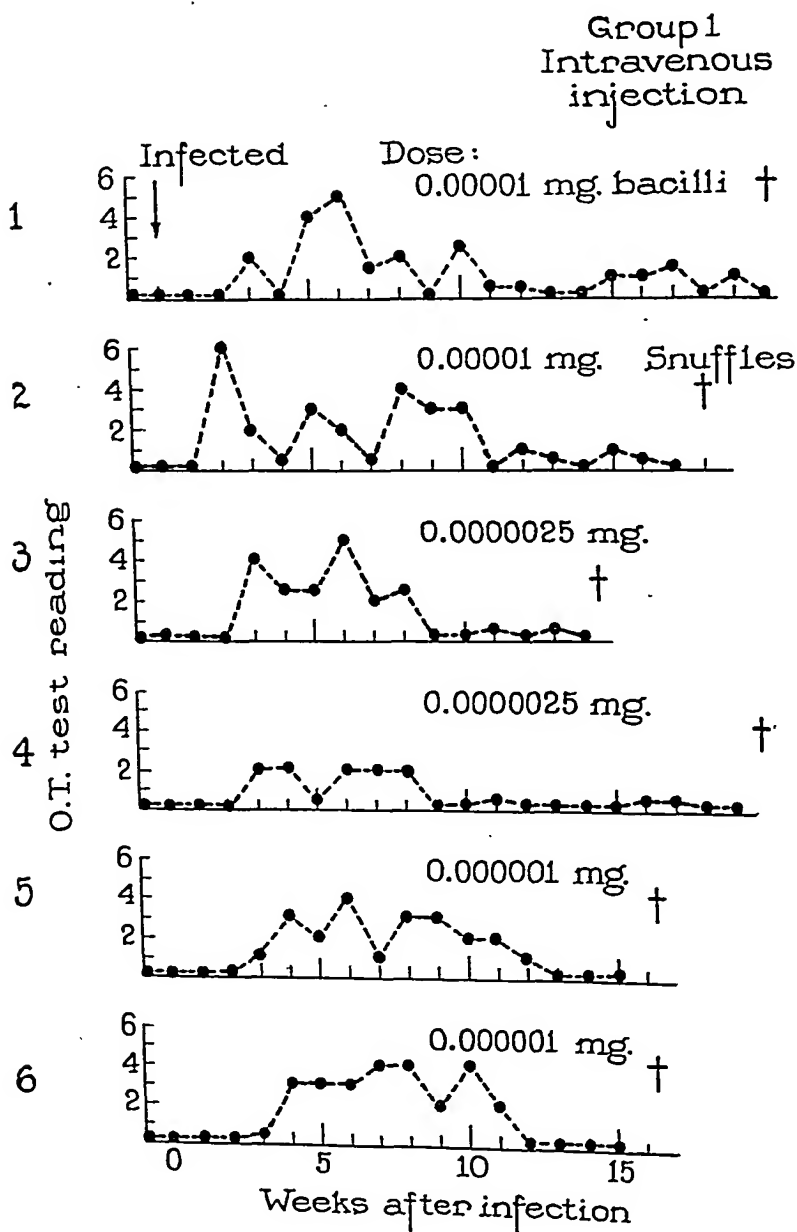 Group 1
Intravenous
injection
Infected Dose:
0.00001 mg. bacilli †
1
6
4
2
0.00001 mg. Snuffles
†
2
6
4
2
0.0000025 mg.
†
3
6
4
2
0.0000025 mg.
†
4
6
4
2
0.000001 mg.
†
5
6
4
2
0.000001 mg.
†
6
6
4
2
O.T. test reading
0 5 10 15
Weeks after infection